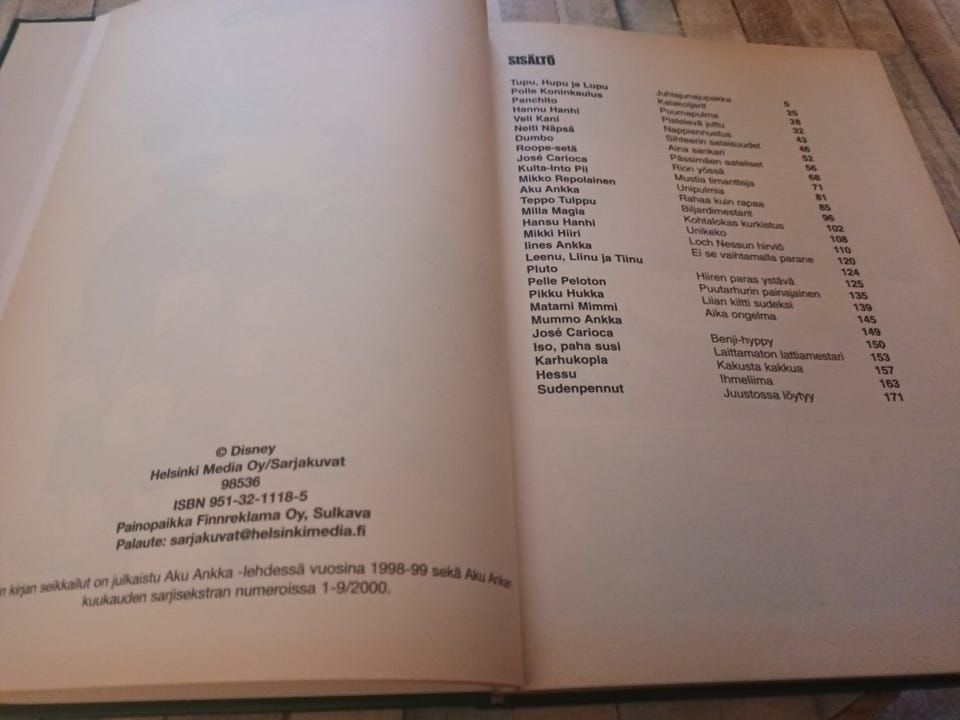 © Disney
Helsinki Media Oy/Sarjakuvat
98536
ISBN 951-32-1118-5
Painopaikka Finnreklama Oy, Sulkava
Palaute: sarjakuvat@helsinkimedia.fi
kirjan seikkailut on julkaistu Aku Ankka -lehdessä vuosina 1998-99 sekä Aku Ankan
kuukauden sarjisekstran numeroissa 1-9/2000.
SISÄLTÖ
Tupu, Hupu ja Lupu Juhlajunajupakka 5
Polle Koninkaulus Kalakoijarit 25
Panchito Puumapulma 28
Hannu Hanhi Pistelevä juttu 32
Veli Kani Nappiennustus 43
Nelti Näpsä Sihteerin salaisuudet 46
Dumbo Aina sankari 52
Roope-setä Pässimäen aateliset 56
José Carioca Rion yössä 68
Kulta-Into Pii Mustia timantteja 71
Mikko Repolainen Unipulmia 81
Aku Ankka Rahaa kuin rapaa 85
Teppo Tulppu Biljardimestarit 96
Milla Magia Kohtalokas kurkistus 102
Hansu Hanhi Unikeko 108
Mikki Hiiri Loch Nessun hirviö 110
Iines Ankka Ei se vaihtamalla parane 120
Leenu, Liinu ja Tiinu 124
Pluto Hiiren paras ystävä 125
Pelle Peloton Puutarhurin painajainen 135
Pikku Hukka Liian kiltti sudeksi 139
Matami Mimmi Aika ongelma 145
Mummo Ankka 149
José Carioca Benji-hyppy 150
Iso, paha susi Laittamaton lattiamestari 153
Karhukopla Kakusta kakkua 157
Hessu Ihmeliima 163
Sudenpennut Juustossa löytyy 171